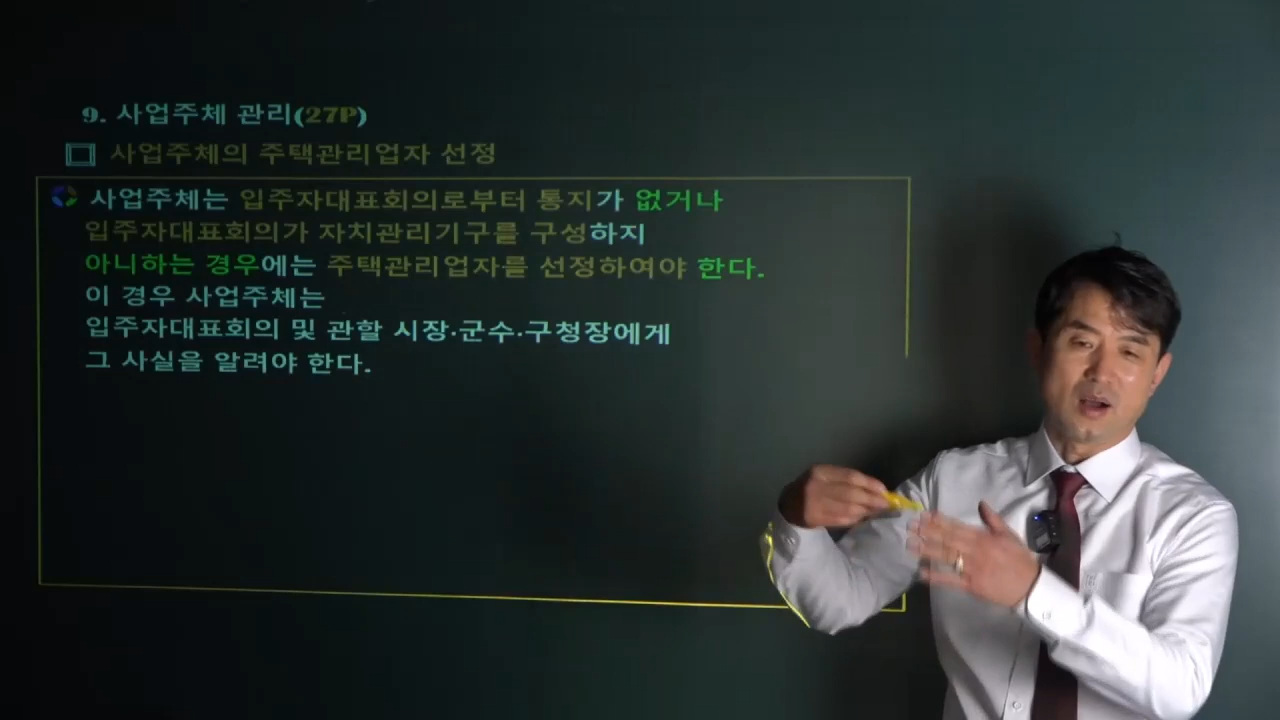 9. 사업주체 관리(27P)
사업주체의 주택관리업자 선정
사업주체는 입주자대표회의로부터 통지가 없거나
입주자대표회의가 자치관리기구를 구성하지
아니하는 경우에는 주택관리업자를 선정하여야 한다.
이 경우 사업주체는
입주자대표회의 및 관할 시장·군수·구청장에게
그 사실을 알려야 한다.